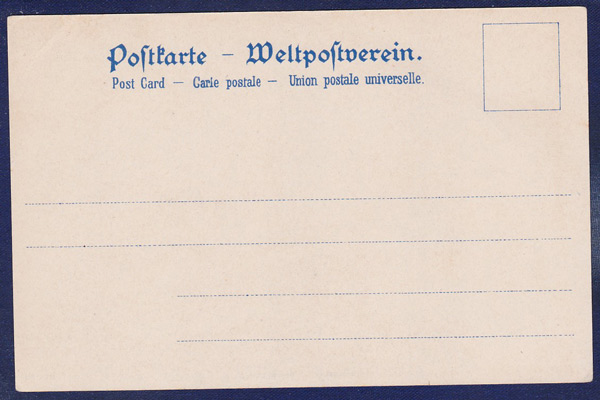 Postkarte – Weltpostverein.
Post Card — Carte postale — Union postale universelle.